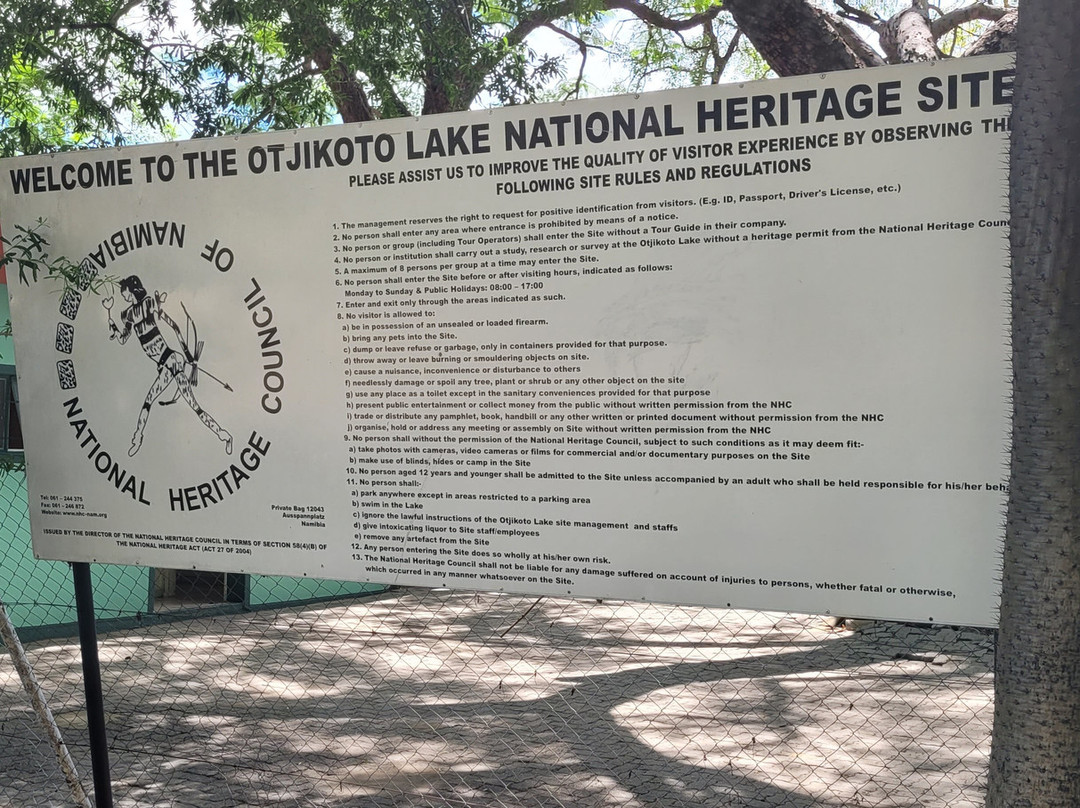 WELCOME TO THE OTJIKOTO LAKE NATIONAL HERITAGE SITE
PLEASE ASSIST US TO IMPROVE THE QUALITY OF VISITOR EXPERIENCE BY OBSERVING TH
FOLLOWING SITE RULES AND REGULATIONS
NATIONAL HERITAGE COUNCIL OF NAMIBIA
1. The management reserves the right to request for positive identification from visitors. (E.g. ID, Passport, Driver's License, etc.)
2. No person shall enter any area where entrance is prohibited by means of a notice.
3. No person or group (including Tour Operators) shall enter the Site without a Tour Guide in their company.
4. No person or institution shall carry out a study, research or survey at the Otjikoto Lake without a heritage permit from the National Heritage Coun
5. A maximum of 8 persons per group at a time may enter the Site.
6. No person shall enter the Site before or after visiting hours, indicated as follows:
Monday to Sunday & Public Holidays: 08:00 – 17:00
7. Enter and exit only through the areas indicated as such.
8. No visitor is allowed to:
a) be in possession of an unsealed or loaded firearm.
b) bring any pets into the Site.
c) dump or leave refuse or garbage, only in containers provided for that purpose.
d) throw away or leave burning or smouldering objects on site.
e) cause a nuisance, inconvenience or disturbance to others
f) needlessly damage or spoil any tree, plant or shrub or any other object on the site
g) use any place as a toilet except in the sanitary conveniences provided for that purpose
h) present public entertainment or collect money from the public without written permission from the NHC
i) trade or distribute any pamphlet, book, handbill or any other written or printed document without permission from the NHC
j) organise, hold or address any meeting or assembly on Site without written permission from the NHC
9. No person shall without the permission of the National Heritage Council, subject to such conditions as it may deem fit:-
a) take photos with cameras, video cameras or films for commercial and/or documentary purposes on the Site
b) make use of blinds, hides or camp in the Site
10. No person aged 12 years and younger shall be admitted to the Site unless accompanied by an adult who shall be held responsible for his/her beha
11. No person shall:-
a) park anywhere except in areas restricted to a parking area
b) swim in the Lake
c) ignore the lawful instructions of the Otjikoto Lake site management and staffs
d) give intoxicating liquor to Site staff/employees
e) remove any artefact from the Site
12. Any person entering the Site does so wholly at his/her own risk.
13. The National Heritage Council shall not be liable for any damage suffered on account of injuries to persons, whether fatal or otherwise,
which occurred in any manner whatsoever on the Site.
Tel: 061 - 244 375
Fax: 061 - 246 872
Website: www.nhc-nam.org
Private Bag 12043
Ausspannplatz
Namibia
ISSUED BY THE DIRECTOR OF THE NATIONAL HERITAGE COUNCIL IN TERMS OF SECTION 58(4)(B) OF
THE NATIONAL HERITAGE ACT (ACT 27 OF 2004)